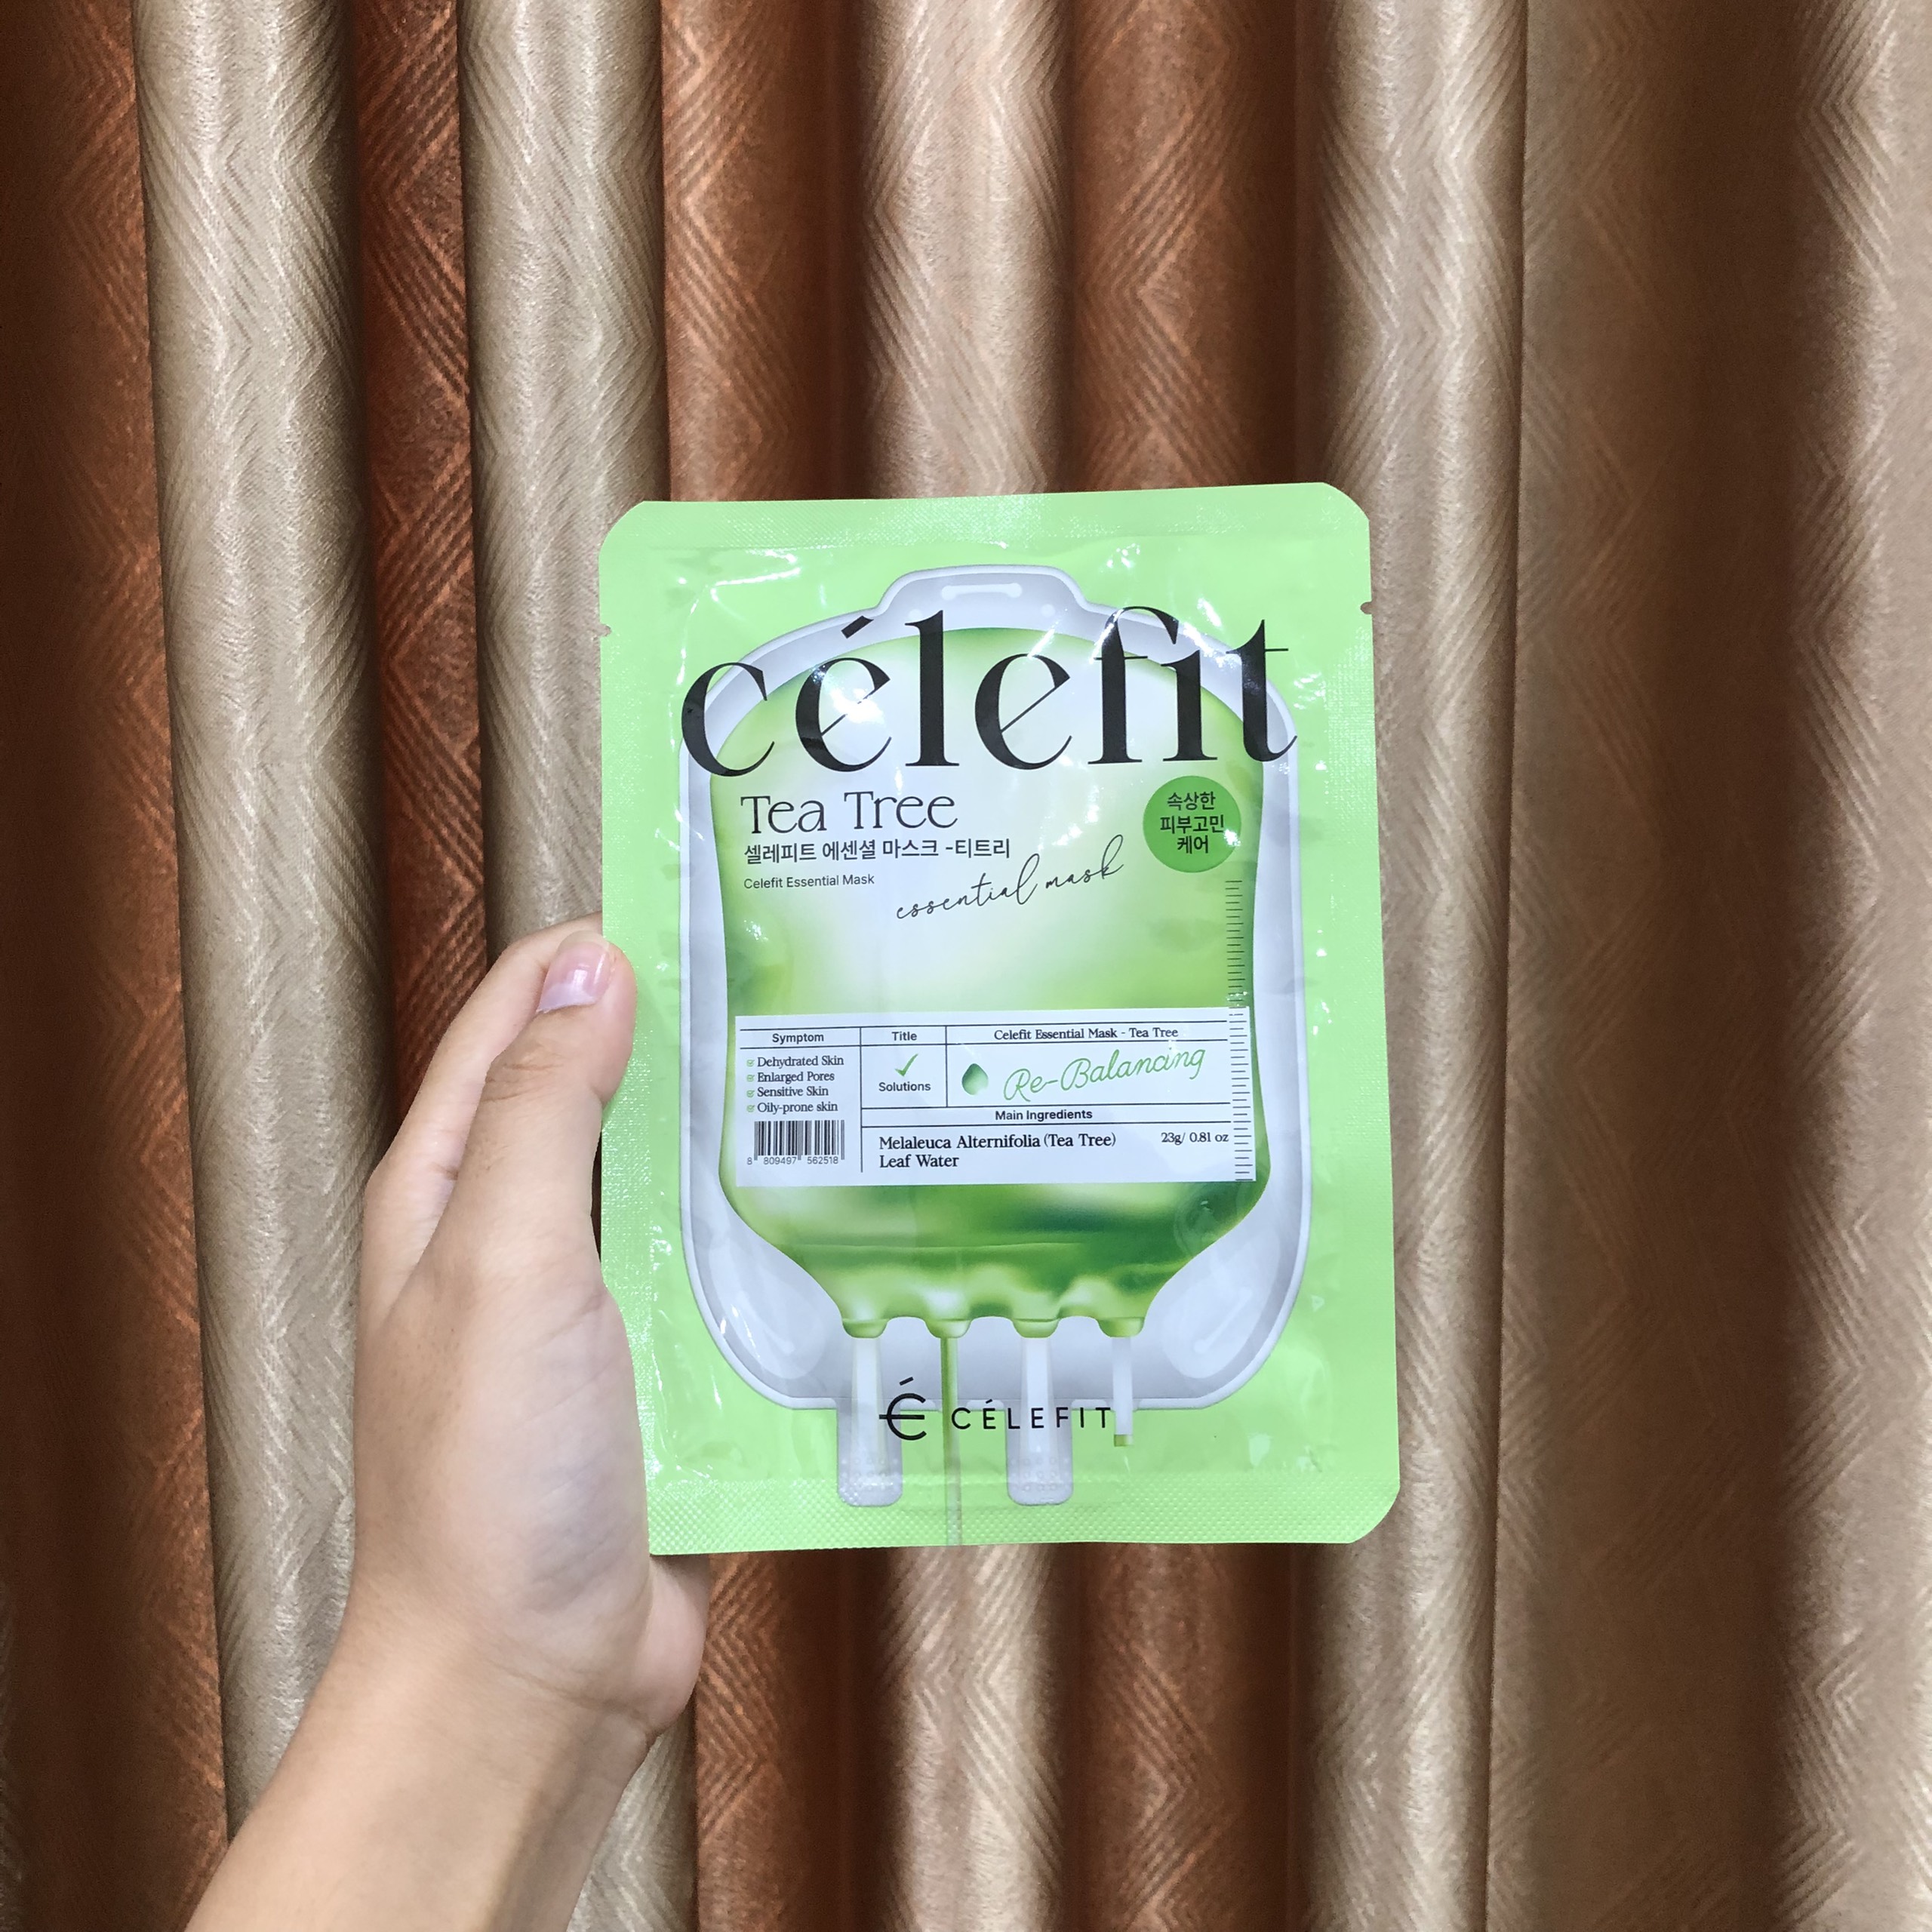 célefit
Tea Tree
셀레피트 에센셜 마스크 -티트리
Celefit Essential Mask
essential mask
속상한
피부고민
케어
Symptom
Dehydrated Skin
Enlarged Pores
Sensitive Skin
Oily-prone skin
8 809497 562518
Title
Solutions
Celefit Essential Mask - Tea Tree
Re-Balancing
Main Ingredients
Melaleuca Alternifolia (Tea Tree)
Leaf Water
23g/ 0.81 oz
É CÉLEFIT